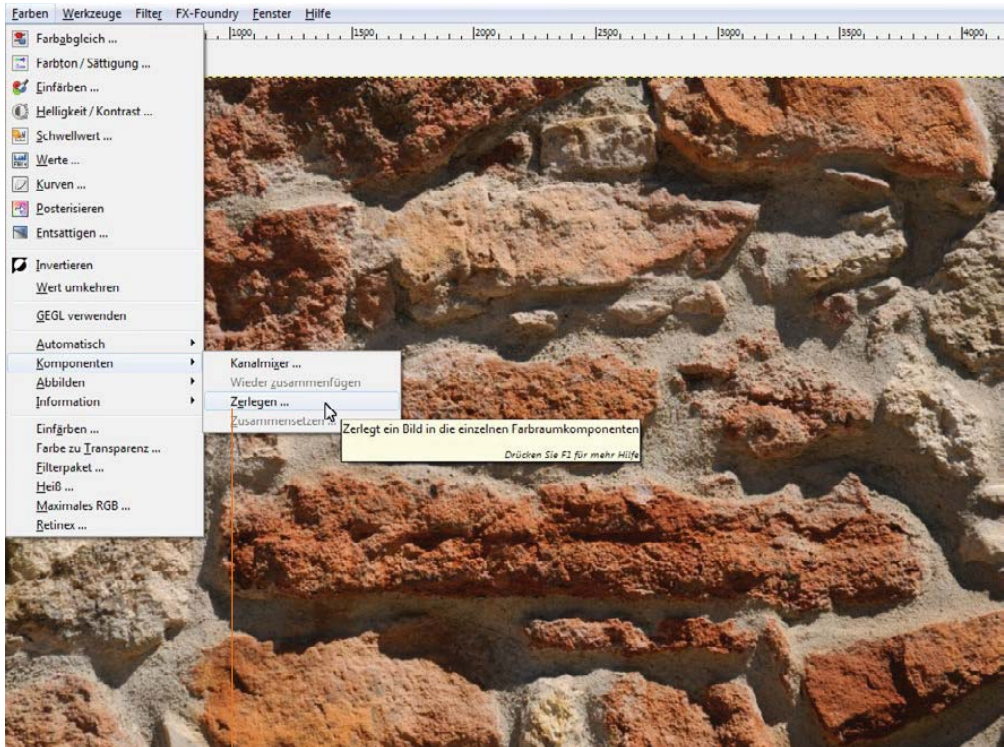 Farben Werkzeuge Filter FX-Foundry Fenster Hilfe
1000 1500 2000 2500 3000 3500 4000
Farbabgleich ...
Farbton / Sättigung ...
Einfärben ...
Helligkeit / Kontrast ...
Schwellwert ...
Werte ...
Kurven ...
Posterisieren
Entsättigen ...
Invertieren
Wert umkehren
GEGL verwenden
Automatisch
Komponenten
Abbilden
Information
Einfärben ...
Farbe zu Transparenz ...
Filterpaket ...
Heiß ...
Maximales RGB ...
Retinex ...
Kanalmixer ...
Wieder zusammenfügen
Zerlegen ...
Zusammensetzen ...
Zerlegt ein Bild in die einzelnen Farbraumkomponenten
Drücken Sie F1 für mehr Hilfe